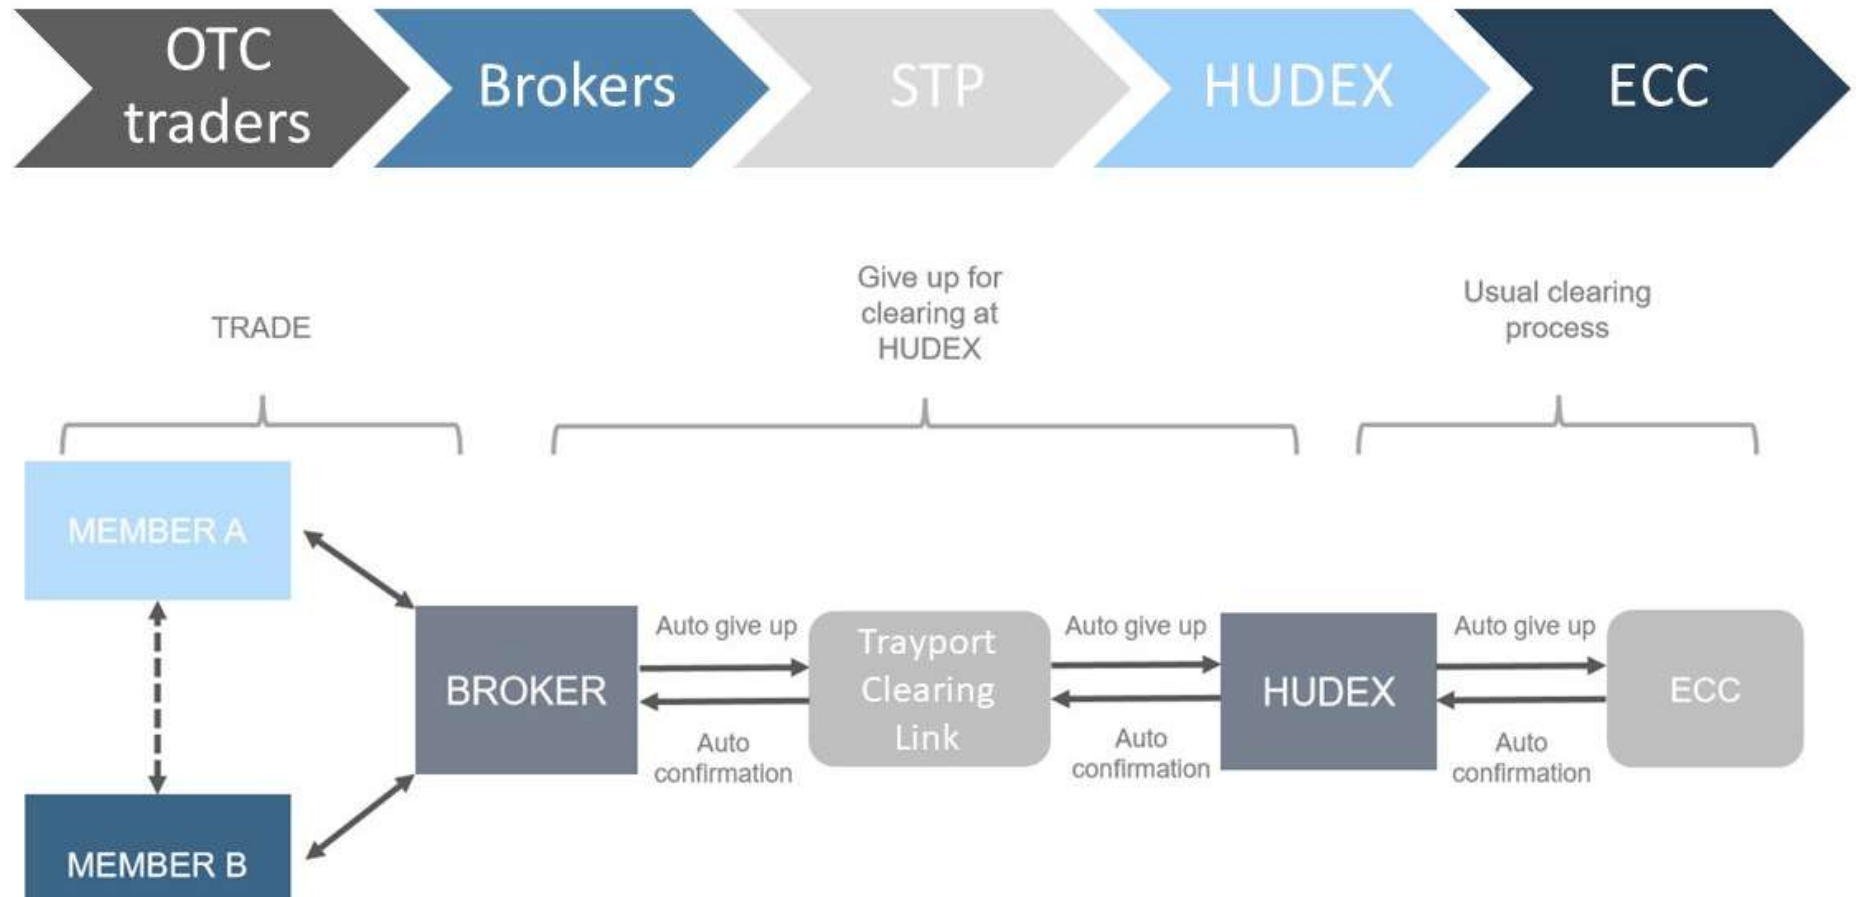 OTC
traders
Brokers
STP
HUDEX
ECC
TRADE
Give up for
clearing at
HUDEX
Usual clearing
process
MEMBER A
MEMBER B
BROKER
Auto give up
Auto
confirmation
Trayport
Clearing
Link
Auto give up
Auto
confirmation
HUDEX
Auto give up
Auto
confirmation
ECC